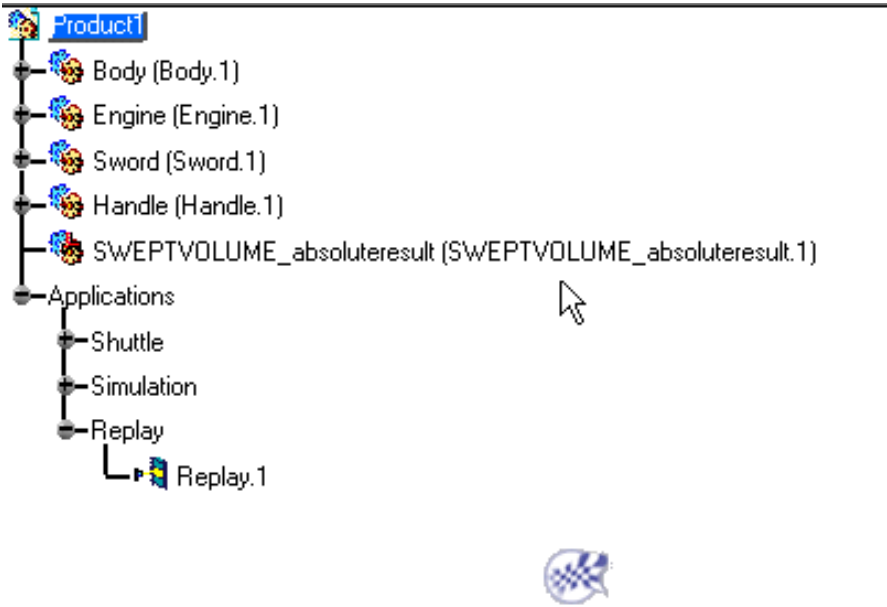 Product1
Body (Body.1)
Engine (Engine.1)
Sword (Sword.1)
Handle (Handle.1)
SWEPTVOLUME_absoluteresult (SWEPTVOLUME_absoluteresult.1)
Applications
Shuttle
Simulation
Replay
Replay.1